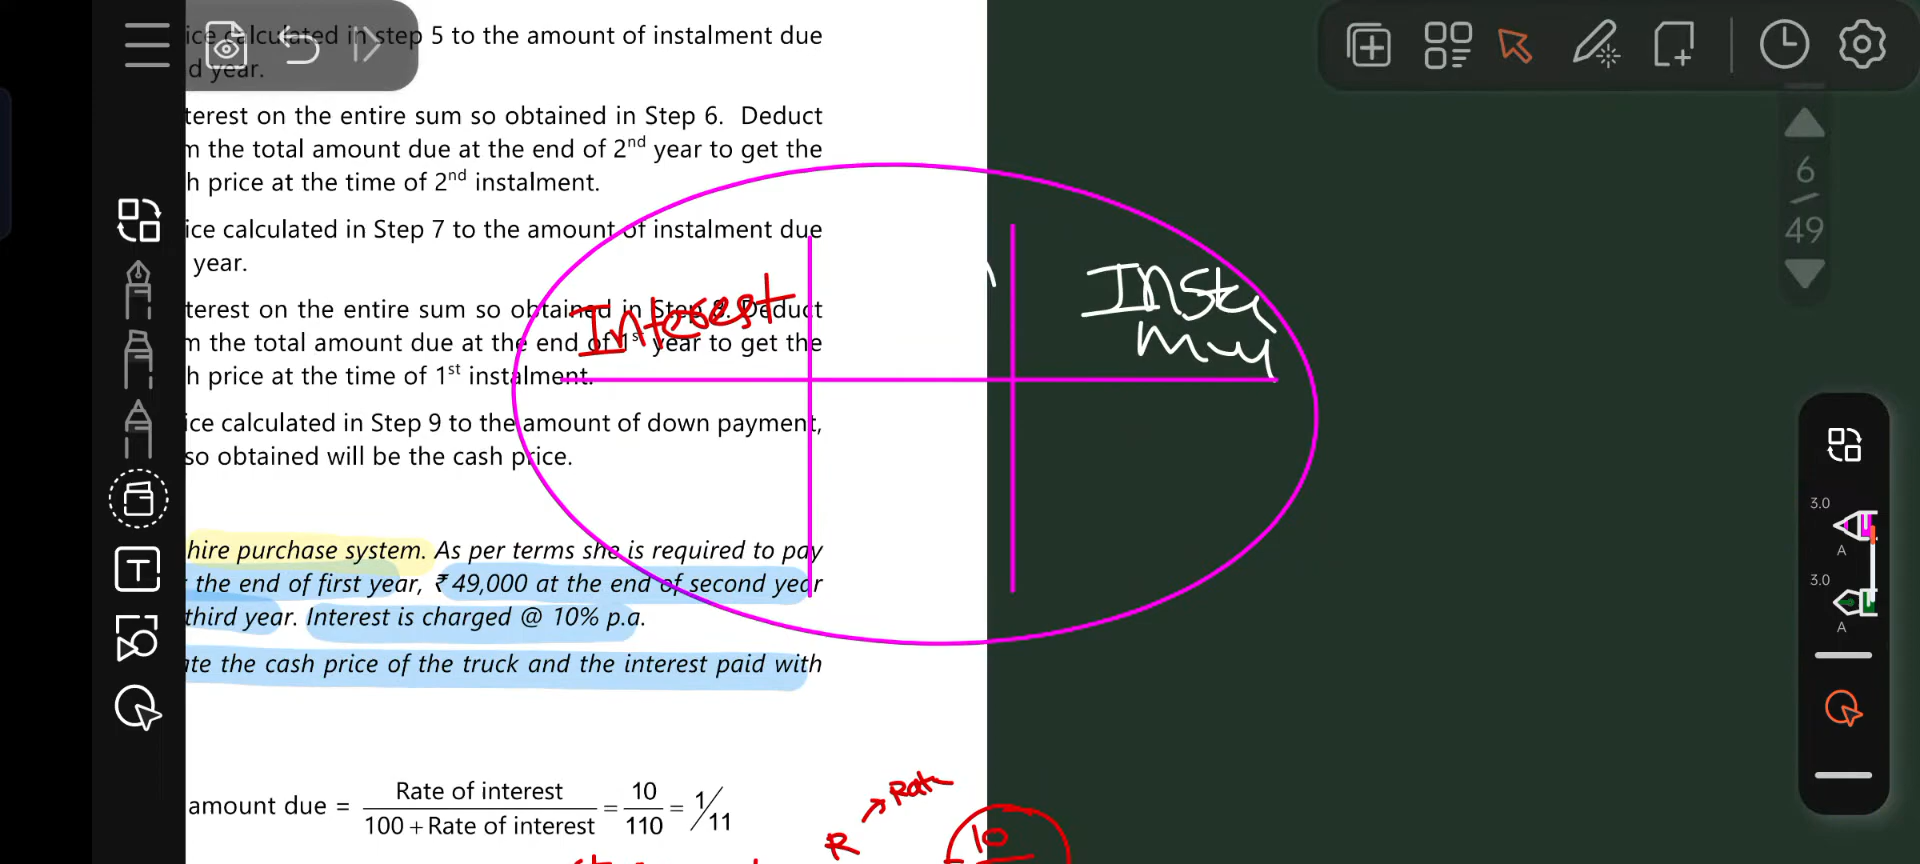 ice calculated in step 5 to the amount of instalment due
d year.
terest on the entire sum so obtained in Step 6. Deduct
m the total amount due at the end of 2nd year to get the
h price at the time of 2nd instalment.
ice calculated in Step 7 to the amount of instalment due
year.
terest on the entire sum so obtained in Step 8. Deduct
m the total amount due at the end of 1st year to get the
h price at the time of 1st instalment.
ice calculated in Step 9 to the amount of down payment,
so obtained will be the cash price.
Interest
hire purchase system. As per terms she is required to pay
the end of first year, ₹ 49,000 at the end of second year
third year. Interest is charged @ 10% p.a.
ate the cash price of the truck and the interest paid with
amount due = Rate of interest / 100 + Rate of interest = 10 / 110 = 1/11
R → Rate
10
6
49
3.0
A
3.0
A
T